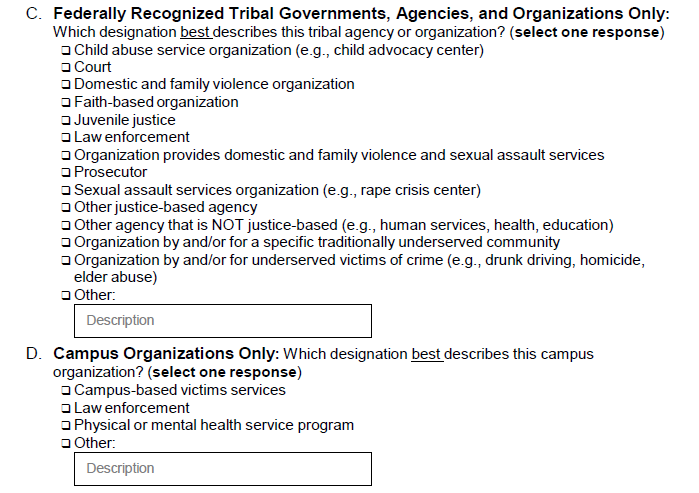 C. Federally Recognized Tribal Governments, Agencies, and Organizations Only:
Which designation best describes this tribal agency or organization? (select one response)
❑ Child abuse service organization (e.g., child advocacy center)
❑ Court
❑ Domestic and family violence organization
❑ Faith-based organization
❑ Juvenile justice
❑ Law enforcement
❑ Organization provides domestic and family violence and sexual assault services
❑ Prosecutor
❑ Sexual assault services organization (e.g., rape crisis center)
❑ Other justice-based agency
❑ Other agency that is NOT justice-based (e.g., human services, health, education)
❑ Organization by and/or for a specific traditionally underserved community
❑ Organization by and/or for underserved victims of crime (e.g., drunk driving, homicide,
elder abuse)
❑ Other:
Description
D. Campus Organizations Only: Which designation best describes this campus
organization? (select one response)
❑ Campus-based victims services
❑ Law enforcement
❑ Physical or mental health service program
❑ Other:
Description